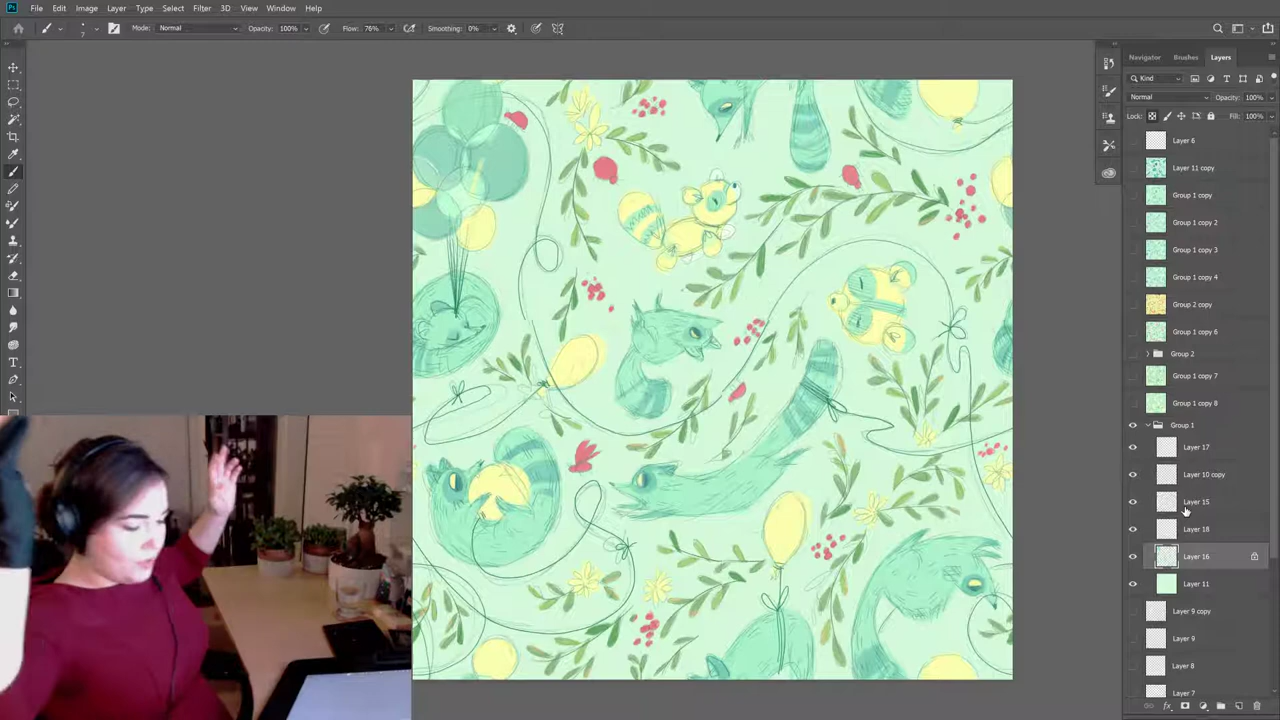 Ps File Edit Image Layer Type Select Filter 3D View Window Help
7 Mode: Normal Opacity: 100% Flow: 76% Smoothing: 0%
Navigator Brushes Layers
Kind
Normal Opacity: 100%
Lock: Fill: 100%
Layer 6
Layer 11 copy
Group 1 copy
Group 1 copy 2
Group 1 copy 3
Group 1 copy 4
Group 2 copy
Group 1 copy 6
Group 2
Group 1 copy 7
Group 1 copy 8
Group 1
Layer 17
Layer 10 copy
Layer 15
Layer 18
Layer 16
Layer 11
Layer 9 copy
Layer 9
Layer 8
Layer 7
fx